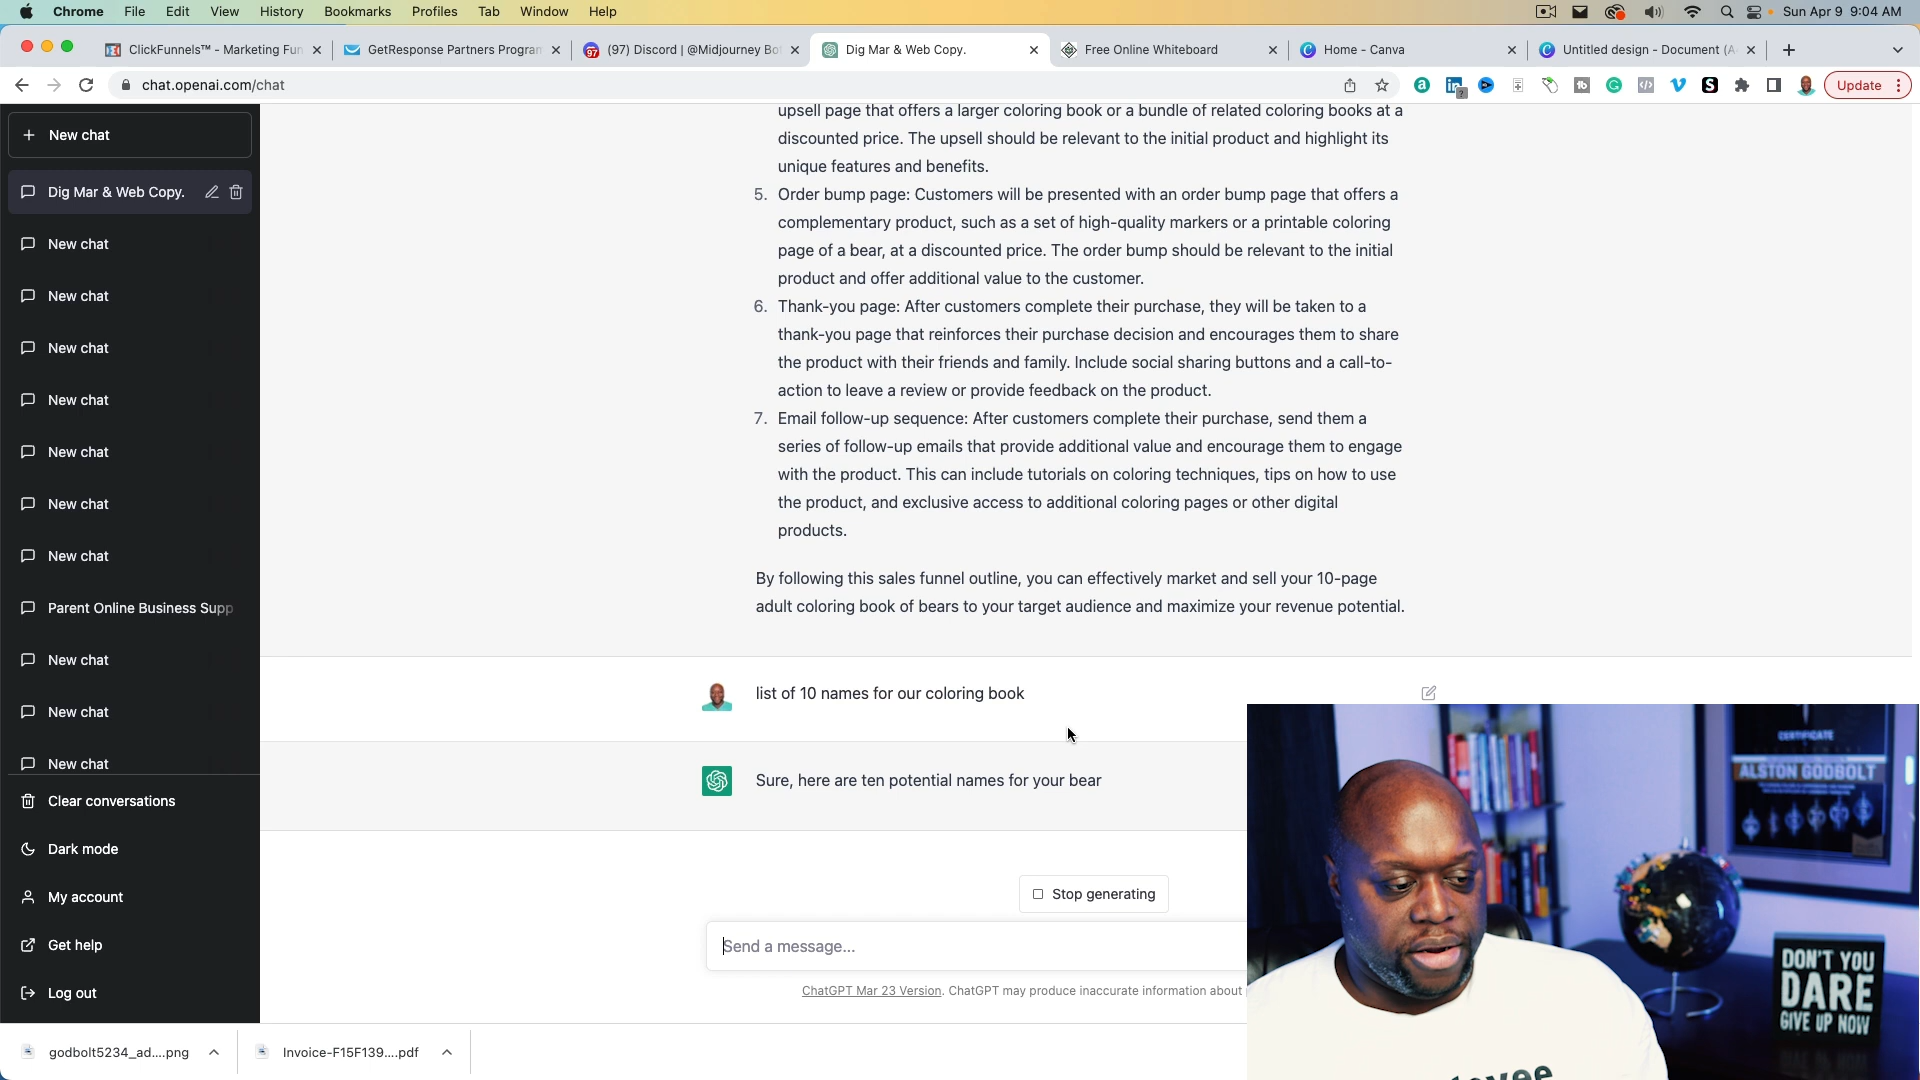 Chrome File Edit View History Bookmarks Profiles Tab Window Help Sun Apr 9 9:04 AM
ClickFunnels™ - Marketing Fun
GetResponse Partners Program
(97) Discord | @Midjourney Bot
Dig Mar & Web Copy.
Free Online Whiteboard
Home - Canva
Untitled design - Document (A
chat.openai.com/chat
Update
New chat
Dig Mar & Web Copy.
New chat
New chat
New chat
New chat
New chat
New chat
New chat
Parent Online Business Supp
New chat
New chat
New chat
Clear conversations
Dark mode
My account
Get help
Log out
upsell page that offers a larger coloring book or a bundle of related coloring books at a
discounted price. The upsell should be relevant to the initial product and highlight its
unique features and benefits.
5. Order bump page: Customers will be presented with an order bump page that offers a
complementary product, such as a set of high-quality markers or a printable coloring
page of a bear, at a discounted price. The order bump should be relevant to the initial
product and offer additional value to the customer.
6. Thank-you page: After customers complete their purchase, they will be taken to a
thank-you page that reinforces their purchase decision and encourages them to share
the product with their friends and family. Include social sharing buttons and a call-to-
action to leave a review or provide feedback on the product.
7. Email follow-up sequence: After customers complete their purchase, send them a
series of follow-up emails that provide additional value and encourage them to engage
with the product. This can include tutorials on coloring techniques, tips on how to use
the product, and exclusive access to additional coloring pages or other digital
products.
By following this sales funnel outline, you can effectively market and sell your 10-page
adult coloring book of bears to your target audience and maximize your revenue potential.
list of 10 names for our coloring book
Sure, here are ten potential names for your bear
Stop generating
Send a message...
ChatGPT Mar 23 Version. ChatGPT may produce inaccurate information about
godbolt5234_ad....png
Invoice-F15F139....pdf
CERTIFICATE
ALSTON GODBOLT
DON'T YOU
DARE
GIVE UP NOW